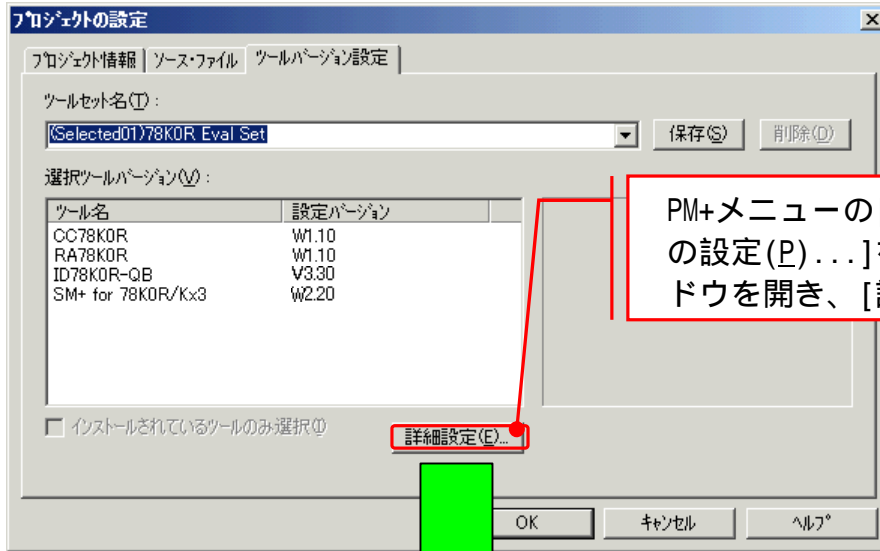 プロジェクトの設定
プロジェクト情報 ソース・ファイル ツールバージョン設定
ツールセット名(T) :
(Selected01)78K0R Eval Set 保存(S) 削除(D)
選択ツールバージョン(V) :
ツール名 設定バージョン
CC78K0R W1.10
RA78K0R W1.10
ID78K0R-QB V3.30
SM+ for 78K0R/Kx3 W2.20
PM+メニューの
の設定(P)...]
ドウを開き、[
インストールされているツールのみ選択(I)
詳細設定(E)...
OK キャンセル ヘルプ